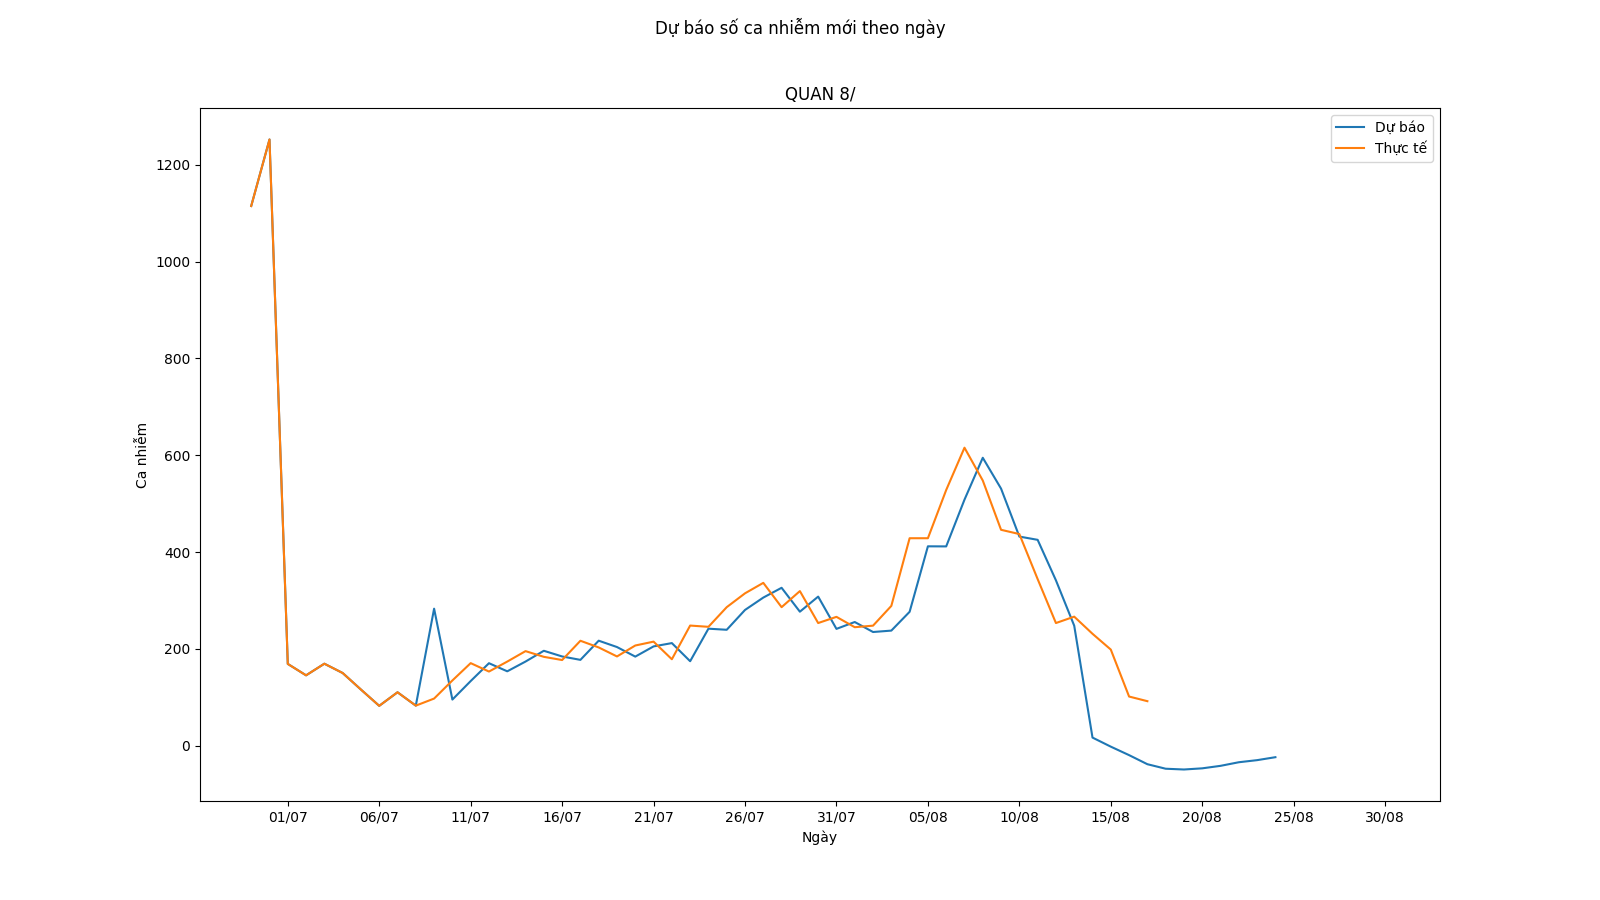 Dự báo số ca nhiễm mới theo ngày
QUAN 8/
Dự báo
Thực tế
1200
1000
800
600
400
200
0
Ca nhiễm
01/07 06/07 11/07 16/07 21/07 26/07 31/07 05/08 10/08 15/08 20/08 25/08 30/08
Ngày